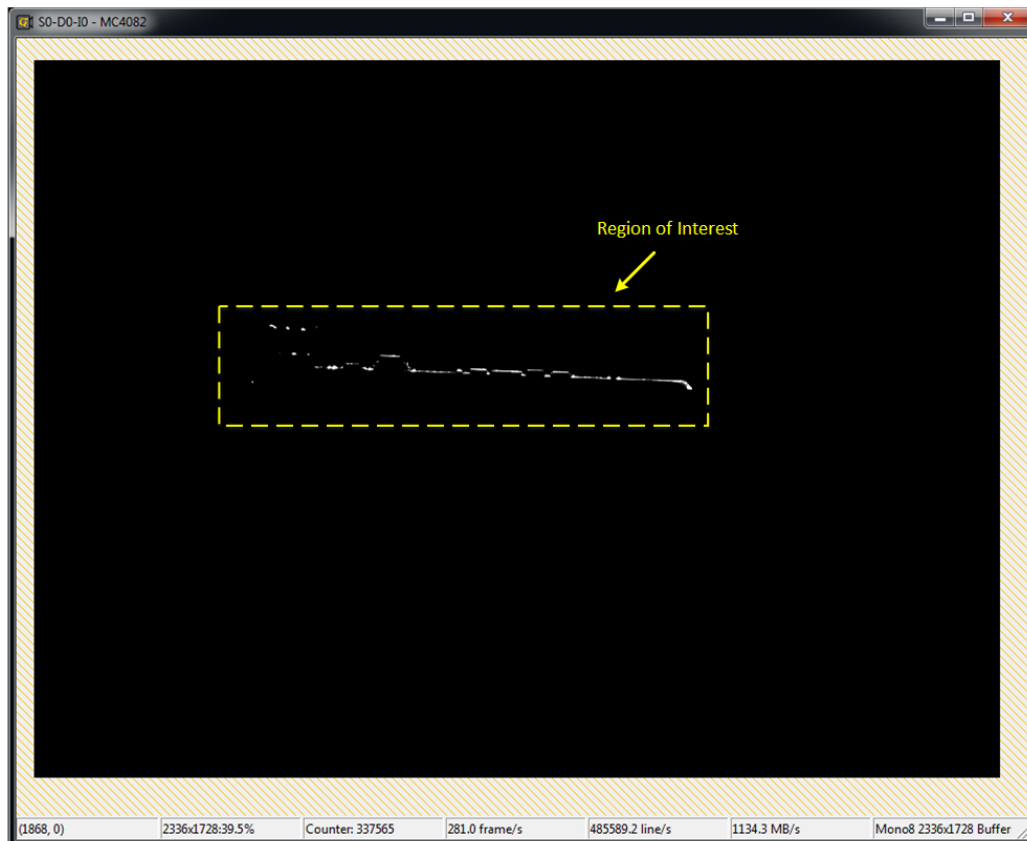 S0-D0-I0 - MC4082
Region of Interest
(1868, 0)
2336x1728:39.5%
Counter: 337565
281.0 frame/s
485589.2 line/s
1134.3 MB/s
Mono8 2336x1728 Buffer